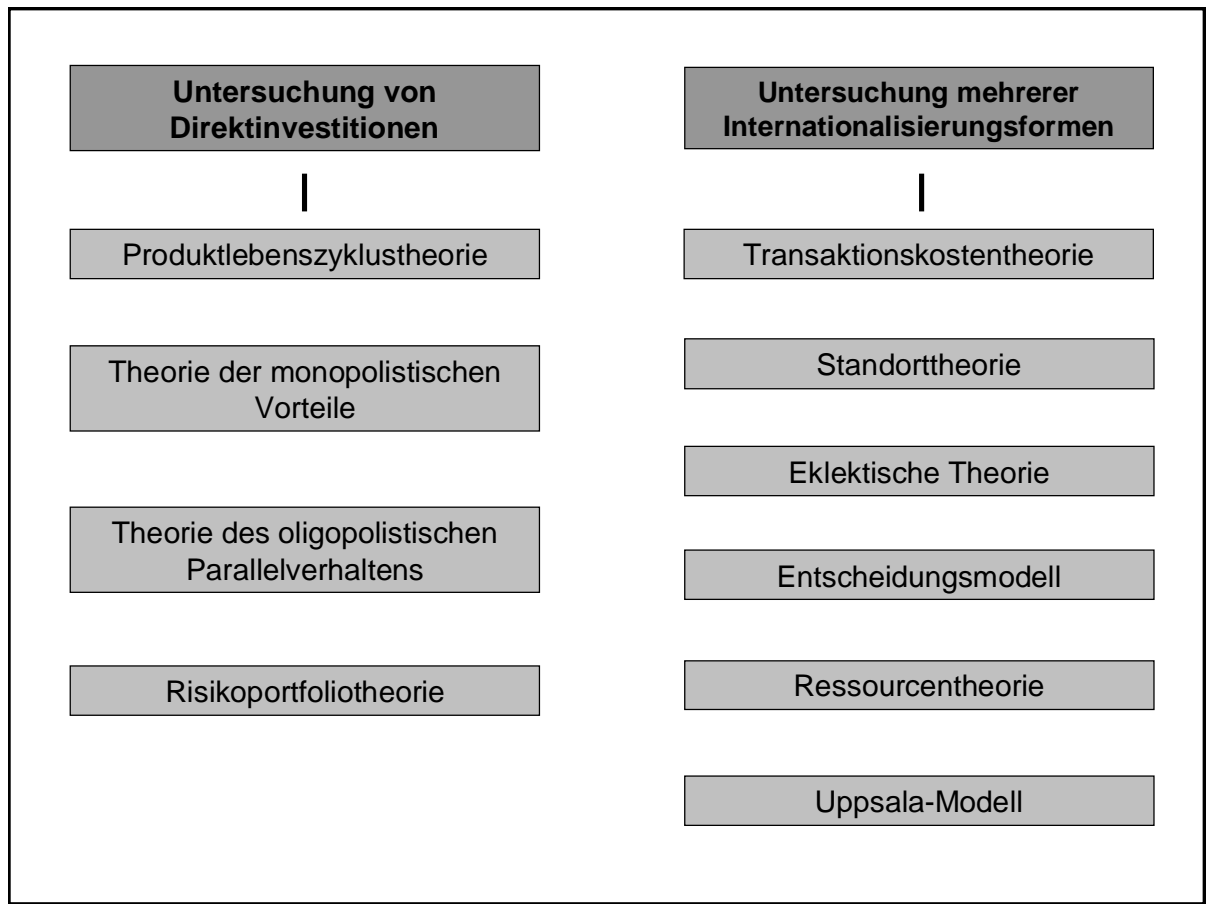 Untersuchung von
Direktinvestitionen
Produktlebenszyklustheorie
Theorie der monopolistischen
Vorteile
Theorie des oligopolistischen
Parallelverhaltens
Risikoportfoliotheorie
Untersuchung mehrerer
Internationalisierungsformen
Transaktionskostentheorie
Standorttheorie
Eklektische Theorie
Entscheidungsmodell
Ressourcentheorie
Uppsala-Modell